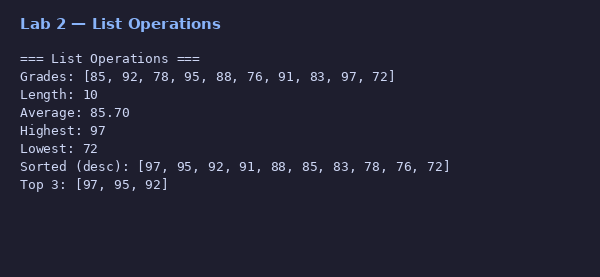 Lab 2 — List Operations
=== List Operations ===
Grades: [85, 92, 78, 95, 88, 76, 91, 83, 97, 72]
Length: 10
Average: 85.70
Highest: 97
Lowest: 72
Sorted (desc): [97, 95, 92, 91, 88, 85, 83, 78, 76, 72]
Top 3: [97, 95, 92]